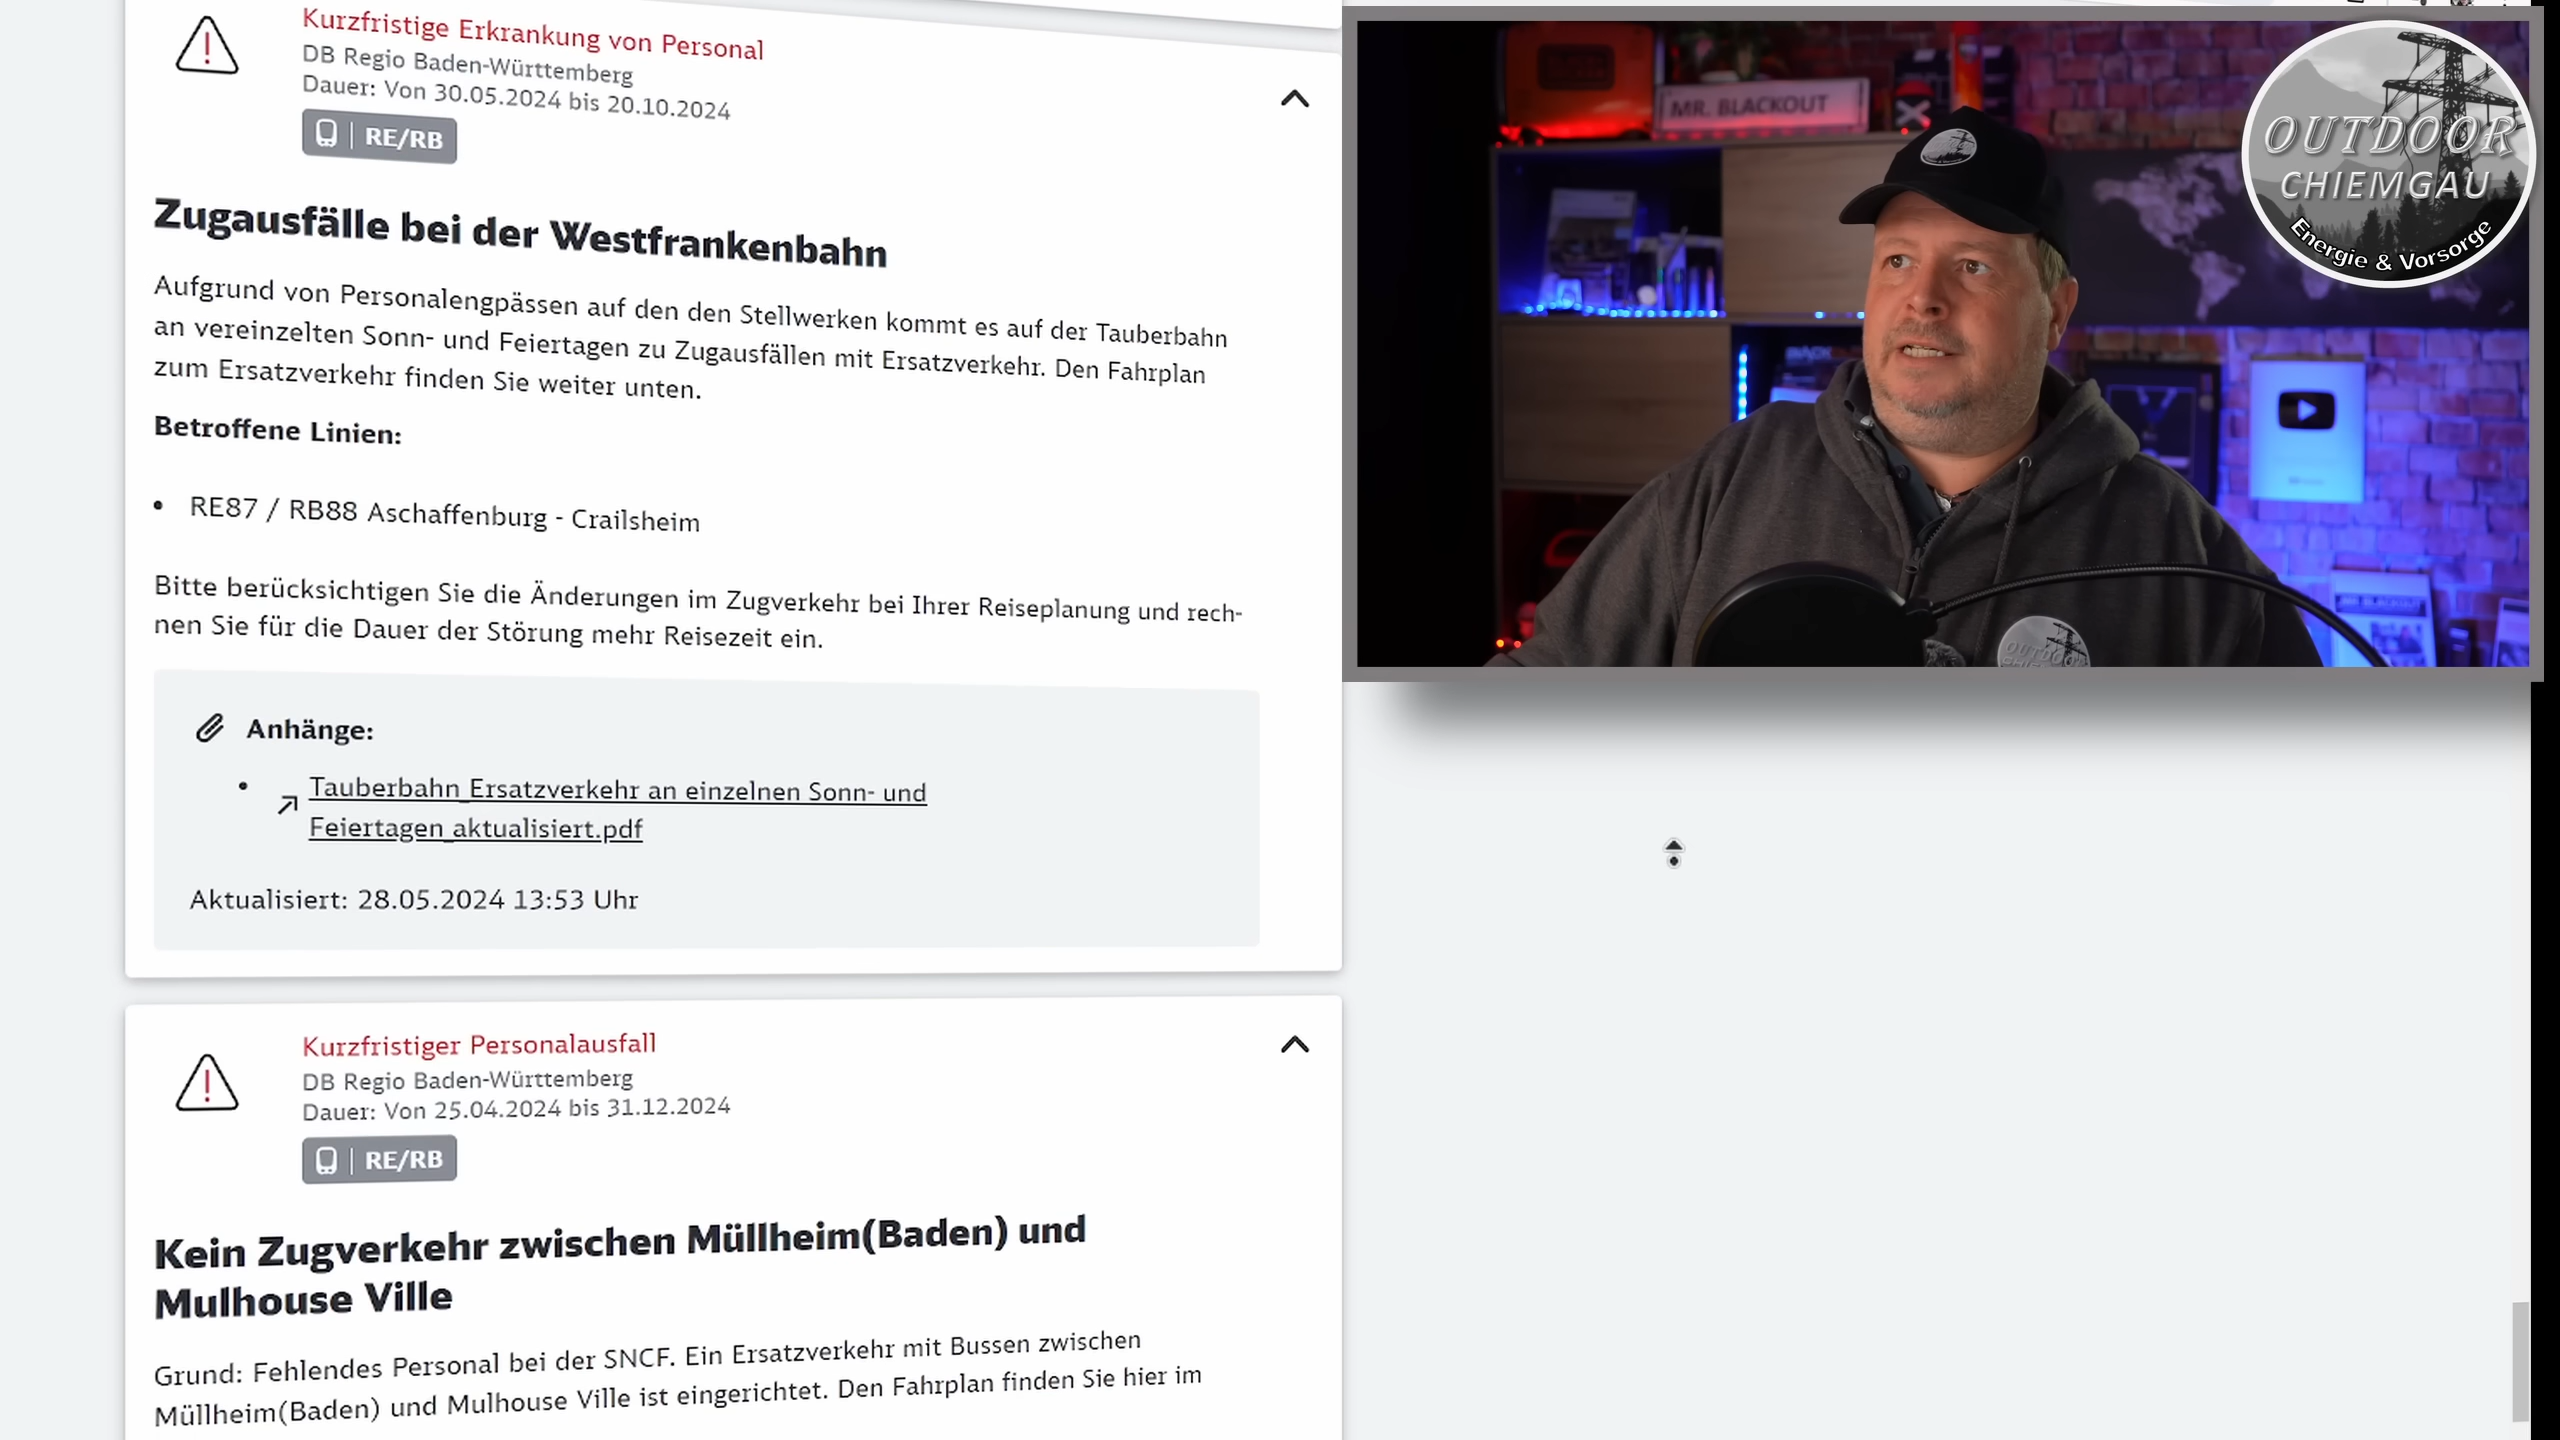 Kurzfristige Erkrankung von Personal
DB Regio Baden-Württemberg
Dauer: Von 30.05.2024 bis 20.10.2024
RE/RB
Zugausfälle bei der Westfrankenbahn
Aufgrund von Personalengpässen auf den den Stellwerken kommt es auf der Tauberbahn
an vereinzelten Sonn- und Feiertagen zu Zugausfällen mit Ersatzverkehr. Den Fahrplan
zum Ersatzverkehr finden Sie weiter unten.
Betroffene Linien:
• RE87 / RB88 Aschaffenburg - Crailsheim
Bitte berücksichtigen Sie die Änderungen im Zugverkehr bei Ihrer Reiseplanung und rech-
nen Sie für die Dauer der Störung mehr Reisezeit ein.
Anhänge:
• Tauberbahn_Ersatzverkehr an einzelnen Sonn- und
Feiertagen_aktualisiert.pdf
Aktualisiert: 28.05.2024 13:53 Uhr
Kurzfristiger Personalausfall
DB Regio Baden-Württemberg
Dauer: Von 25.04.2024 bis 31.12.2024
RE/RB
Kein Zugverkehr zwischen Müllheim(Baden) und
Mulhouse Ville
Grund: Fehlendes Personal bei der SNCF. Ein Ersatzverkehr mit Bussen zwischen
Müllheim(Baden) und Mulhouse Ville ist eingerichtet. Den Fahrplan finden Sie hier im
MR. BLACKOUT
OUTDOOR
CHIEMGAU
Energie & Vorsorge
OUTDOOR